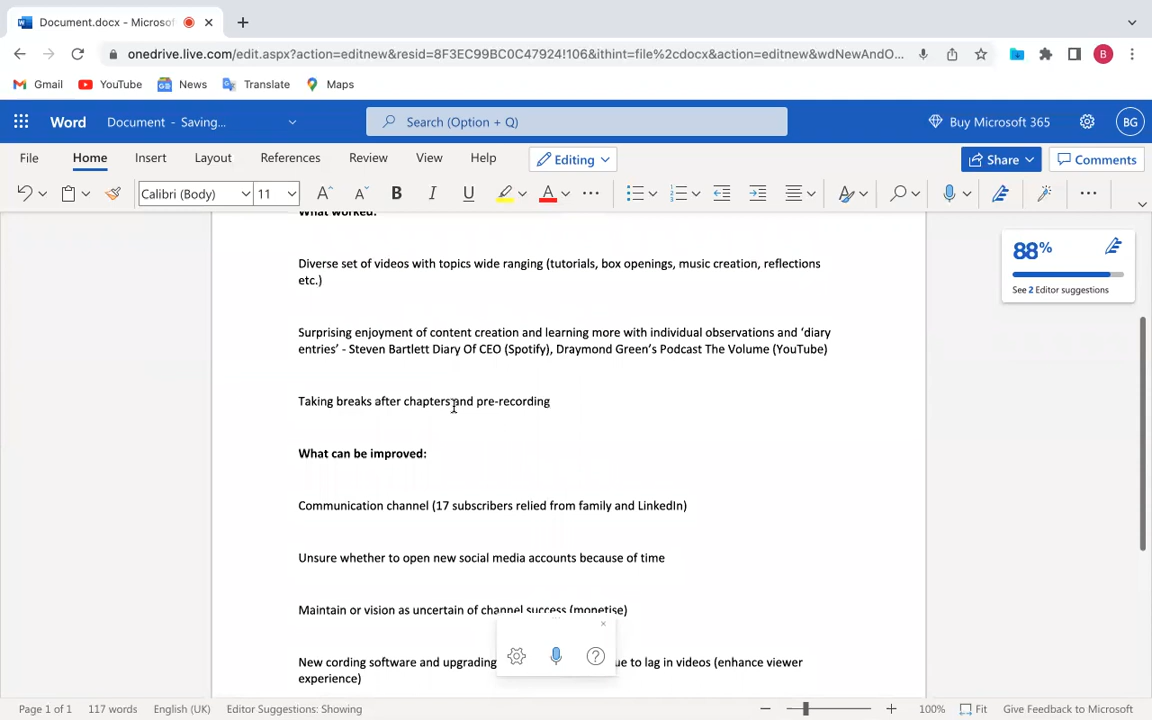 Document.docx - Microsof
onedrive.live.com/edit.aspx?action=editnew&resid=8F3EC99BC0C47924!106&ithint=file%2cdocx&action=editnew&wdNewAndO...
B
Gmail YouTube News Translate Maps
Word Document - Saving... Search (Option + Q) Buy Microsoft 365 BG
File Home Insert Layout References Review View Help Editing Share Comments
Calibri (Body) 11
What worked:
Diverse set of videos with topics wide ranging (tutorials, box openings, music creation, reflections
etc.)
88%
See 2 Editor suggestions
Surprising enjoyment of content creation and learning more with individual observations and ‘diary
entries’ - Steven Bartlett Diary Of CEO (Spotify), Draymond Green’s Podcast The Volume (YouTube)
Taking breaks after chapters and pre-recording
What can be improved:
Communication channel (17 subscribers relied from family and LinkedIn)
Unsure whether to open new social media accounts because of time
Maintain or vision as uncertain of channel success (monetise)
New cording software and upgrading ue to lag in videos (enhance viewer
experience)
Page 1 of 1 117 words English (UK) Editor Suggestions: Showing 100% Fit Give Feedback to Microsoft